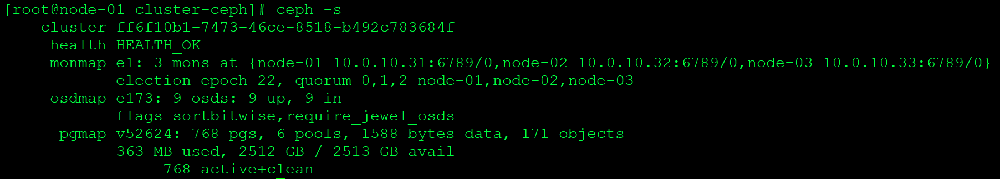 [root@node-01 cluster-ceph]# ceph -s
cluster ff6f10b1-7473-46ce-8518-b492c783684f
health HEALTH_OK
monmap e1: 3 mons at {node-01=10.0.10.31:6789/0,node-02=10.0.10.32:6789/0,node-03=10.0.10.33:6789/0}
election epoch 22, quorum 0,1,2 node-01,node-02,node-03
osdmap e173: 9 osds: 9 up, 9 in
flags sortbitwise,require_jewel_osds
pgmap v52624: 768 pgs, 6 pools, 1588 bytes data, 171 objects
363 MB used, 2512 GB / 2513 GB avail
768 active+clean